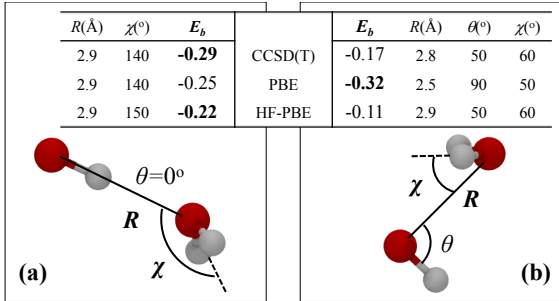 R(Å) χ(º) E_b E_b R(Å) θ(º) χ(º)
2.9 140 -0.29 CCSD(T) -0.17 2.8 50 60
2.9 140 -0.25 PBE -0.32 2.5 90 50
2.9 150 -0.22 HF-PBE -0.11 2.9 50 60
θ=0º
R
χ
(a)
χ
R
θ
(b)